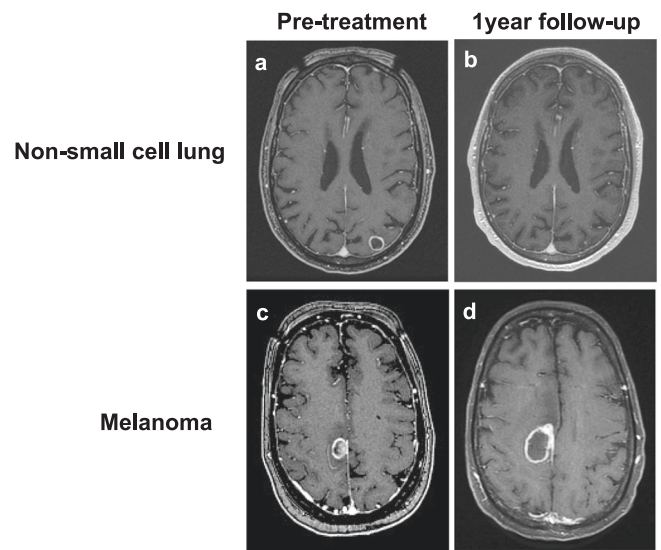 Pre-treatment 1year follow-up
a b
Non-small cell lung
c d
Melanoma